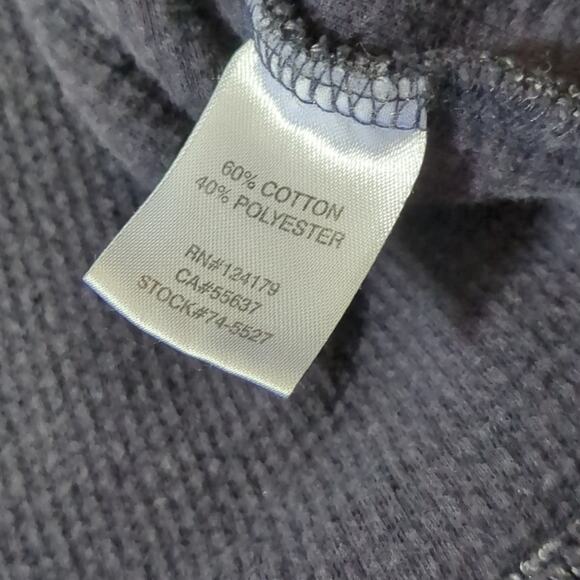 60% COTTON
40% POLYESTER
RN#124179
CA#55637
STOCK#74-5527